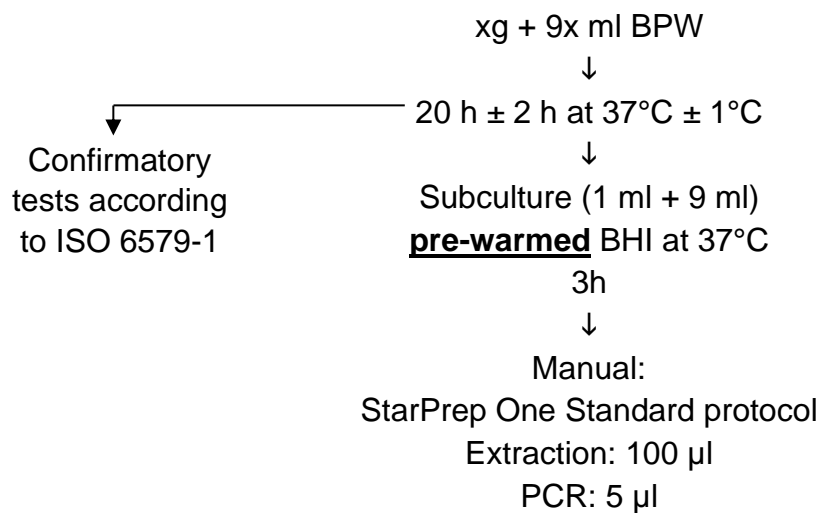 xg + 9x ml BPW
↓
20 h ± 2 h at 37°C ± 1°C
↓
Confirmatory
tests according
to ISO 6579-1
Subculture (1 ml + 9 ml)
pre-warmed BHI at 37°C
3h
↓
Manual:
StarPrep One Standard protocol
Extraction: 100 µl
PCR: 5 µl